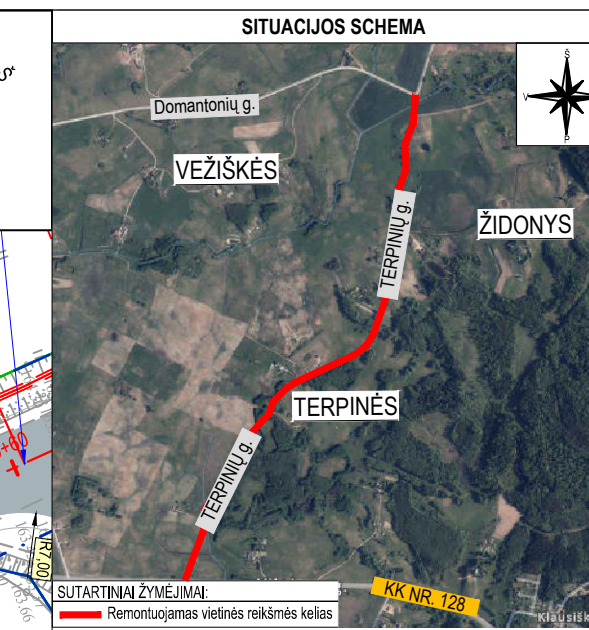 SITUACIJOS SCHEMA
Š
V
P
Domantonių g.
VEŽIŠKĖS
TERPINIŲ g.
ŽIDONYS
TERPINĖS
TERPINIŲ g.
KK NR. 128
SUTARTINIAI ŽYMĖJIMAI:
Remontuojamas vietinės reikšmės kelias
R7,00